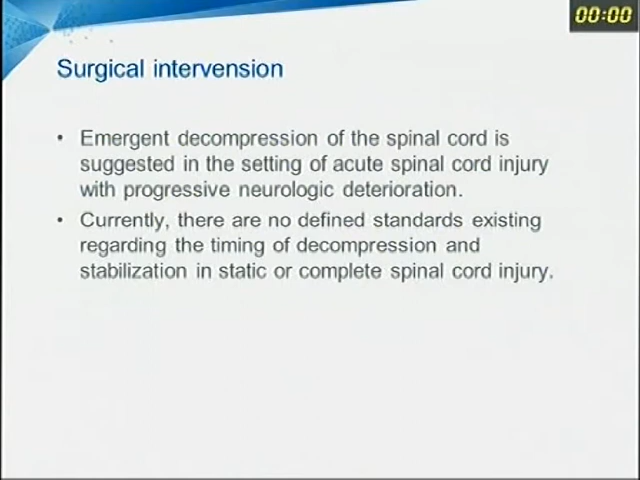 00:00
Surgical intervension
• Emergent decompression of the spinal cord is
suggested in the setting of acute spinal cord injury
with progressive neurologic deterioration.
• Currently, there are no defined standards existing
regarding the timing of decompression and
stabilization in static or complete spinal cord injury.